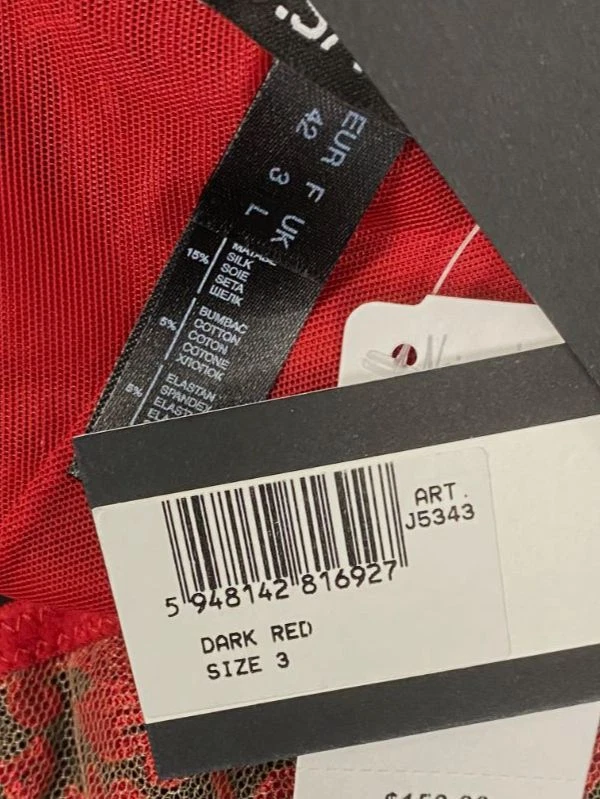 EUR F UK
42 3 L
15%
SILK
SOIE
SETA
ШЕЛК
5%
BUMBAC
COTTON
COTON
COTONE
ХЛОПОК
5%
ELASTAN
SPANDEX
ART.
J5343
5 948142 816927
DARK RED
SIZE 3